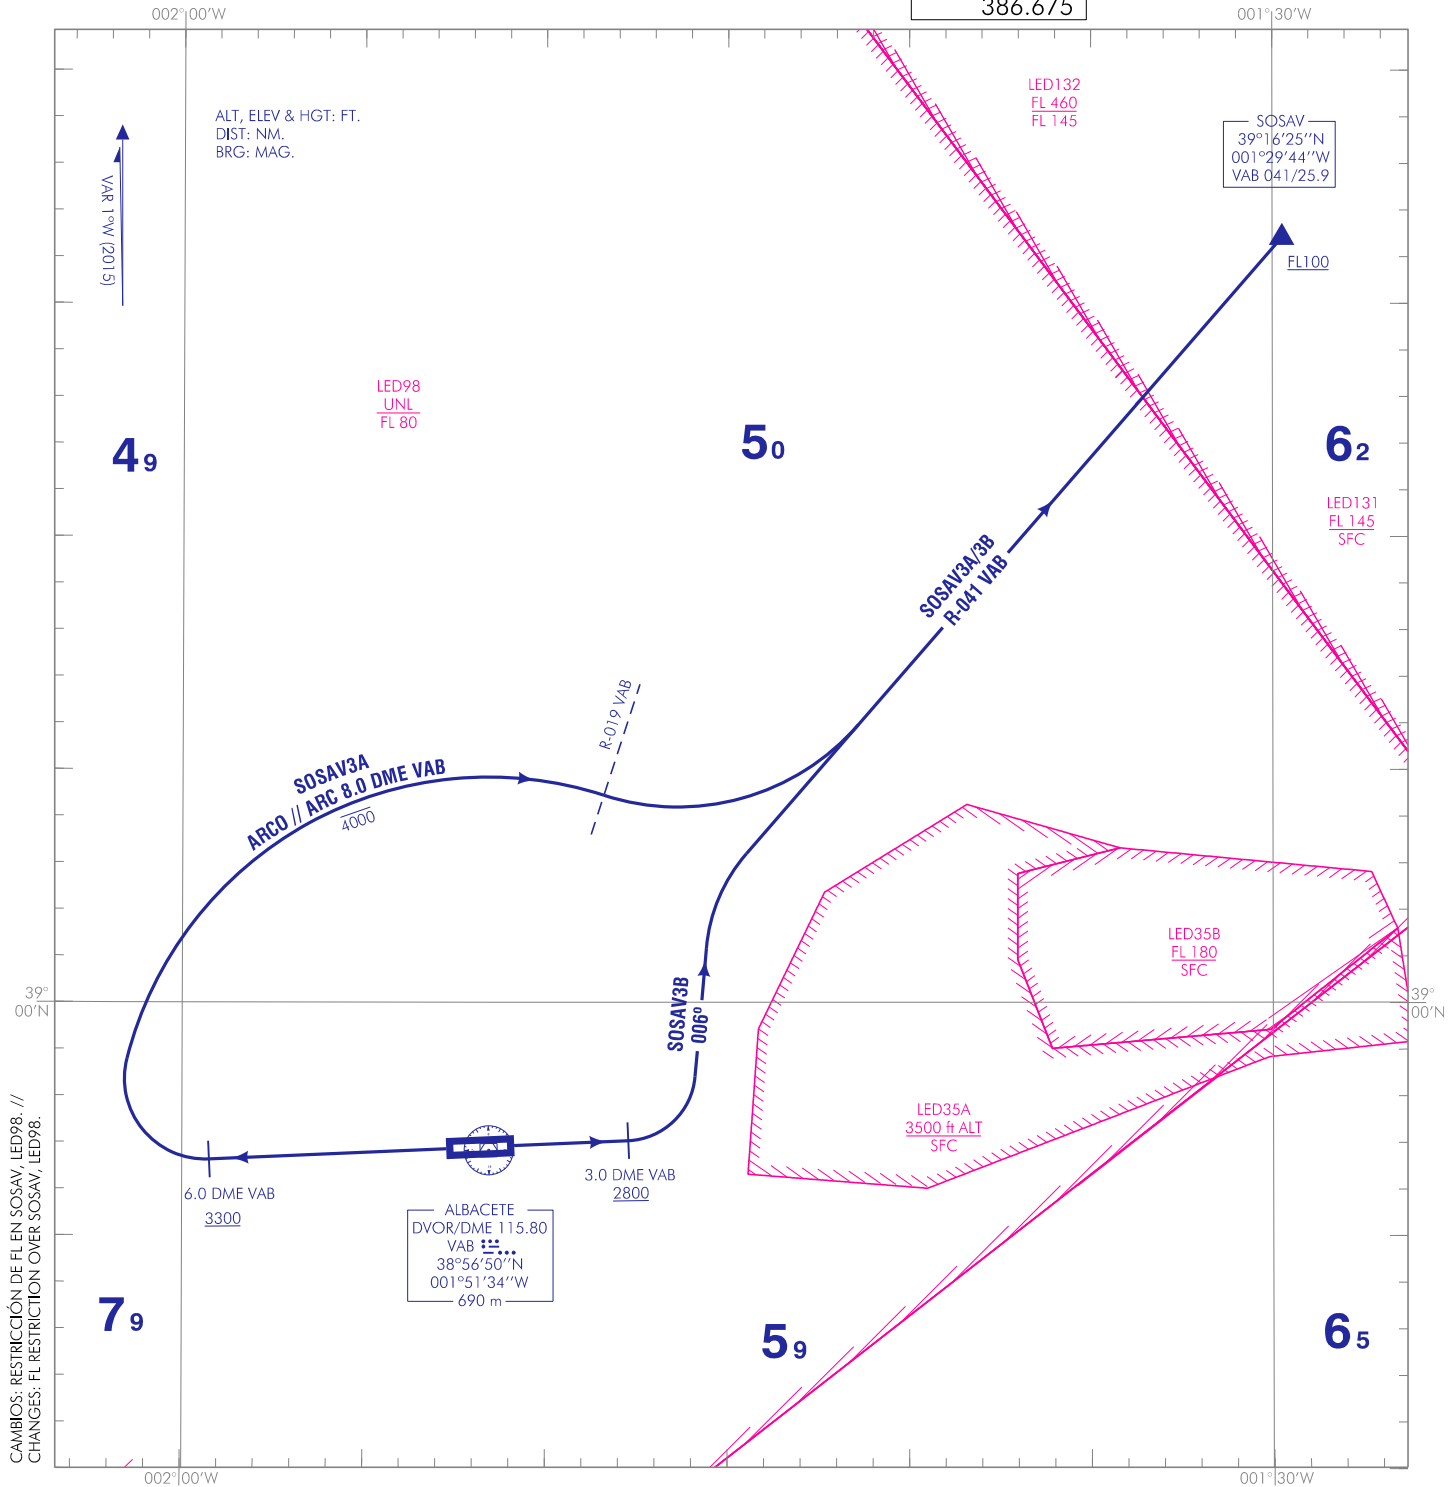 386.675
002°00'W
001°30'W
ALT, ELEV & HGT: FT.
DIST: NM.
BRG: MAG.
VAR 1°W (2015)
LED132
FL 460
FL 145
SOSAV
39°16'25''N
001°29'44''W
VAB 041/25.9
FL100
LED98
UNL
FL 80
49
50
62
LED131
FL 145
SFC
SOSAV3A/3B
R-041 VAB
R-019 VAB
SOSAV3A
ARCO // ARC 8.0 DME VAB
4000
LED35B
FL 180
SFC
39°
00'N
39°
00'N
SOSAV3B
006º
LED35A
3500 ft ALT
SFC
6.0 DME VAB
3300
3.0 DME VAB
2800
ALBACETE
DVOR/DME 115.80
VAB
38°56'50''N
001°51'34''W
690 m
79
59
65
CAMBIOS: RESTRICCIÓN DE FL EN SOSAV, LED98. //
CHANGES: FL RESTRICTION OVER SOSAV, LED98.
002°00'W
001°30'W